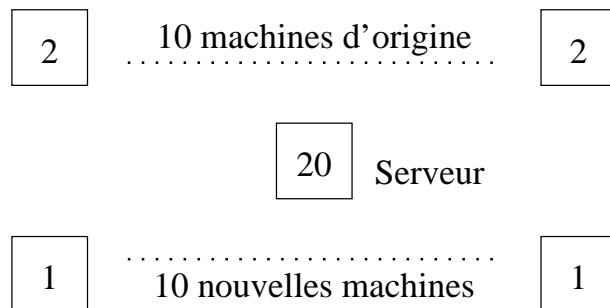 2 10 machines d’origine 2
20 Serveur
1 10 nouvelles machines 1